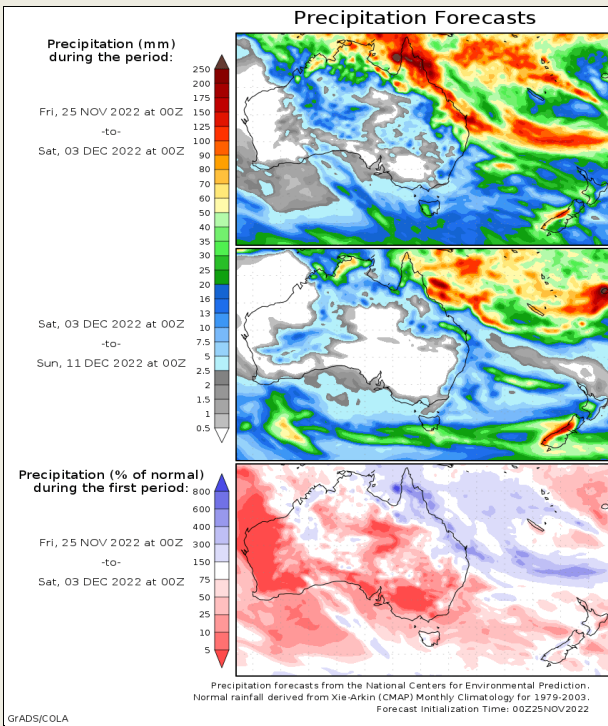 Precipitation Forecasts
Precipitation (mm)
during the period:
Fri, 25 NOV 2022 at 00Z
-to-
Sat, 03 DEC 2022 at 00Z
250
200
175
150
125
100
90
80
70
60
50
40
35
30
25
20
16
13
10
7.5
5
2.5
2
1.5
1
0.5
Sat, 03 DEC 2022 at 00Z
-to-
Sun, 11 DEC 2022 at 00Z
Precipitation (% of normal)
during the first period:
Fri, 25 NOV 2022 at 00Z
-to-
Sat, 03 DEC 2022 at 00Z
800
600
400
300
150
75
50
25
10
5
Precipitation forecasts from the National Centers for Environmental Prediction.
Normal rainfall derived from Xie-Arkin (CMAP) Monthly Climatology for 1979-2003.
Forecast Initialization Time: 00Z25NOV2022
GrADS/COLA